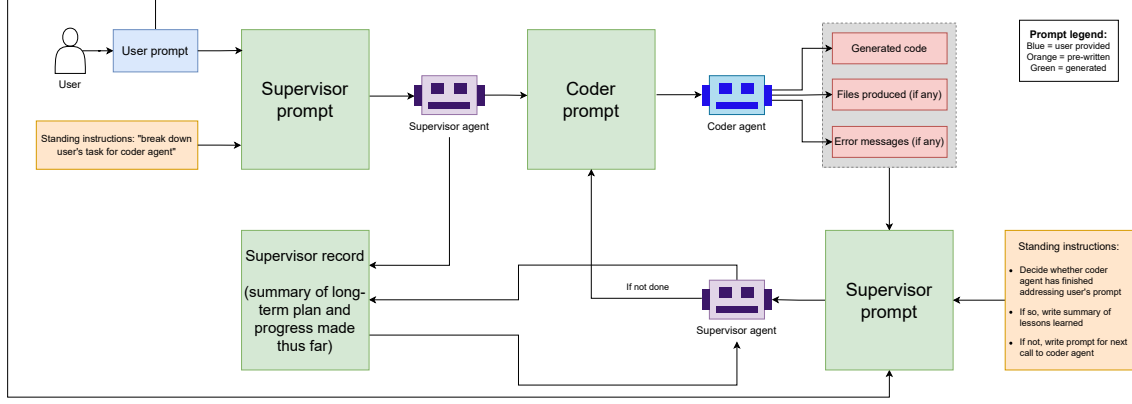 User prompt
User
Standing instructions: "break down
user's task for coder agent"
Supervisor
prompt
Supervisor agent
Coder
prompt
Coder agent
Generated code
Files produced (if any)
Error messages (if any)
Prompt legend:
Blue = user provided
Orange = pre-written
Green = generated
Supervisor record
(summary of long-
term plan and
progress made
thus far)
If not done
Supervisor agent
Supervisor
prompt
Standing instructions:
• Decide whether coder
agent has finished
addressing user's prompt
• If so, write summary of
lessons learned
• If not, write prompt for next
call to coder agent